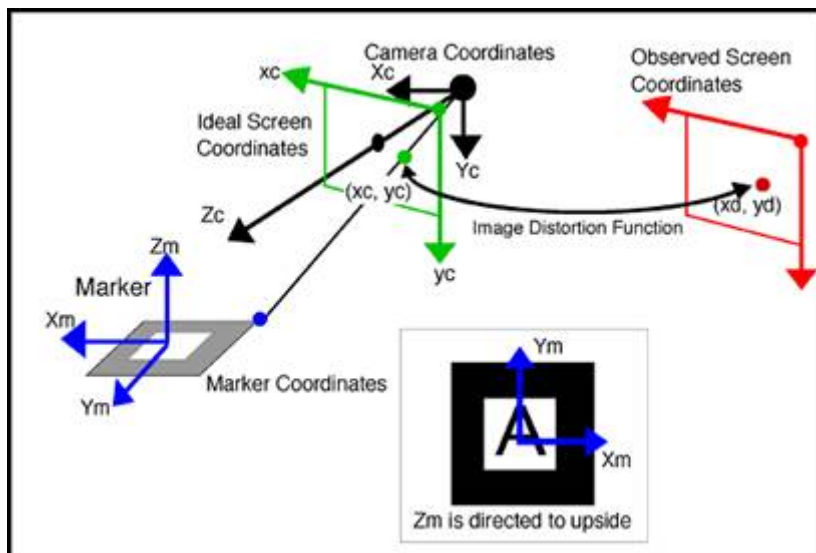 Camera Coordinates
Observed Screen
Coordinates
xc
Xc
Ideal Screen
Coordinates
Yc
(xc, yc)
(xd, yd)
Zc
Image Distortion Function
yc
Zm
Marker
Xm
Marker Coordinates
Ym
Ym
A
Xm
Zm is directed to upside